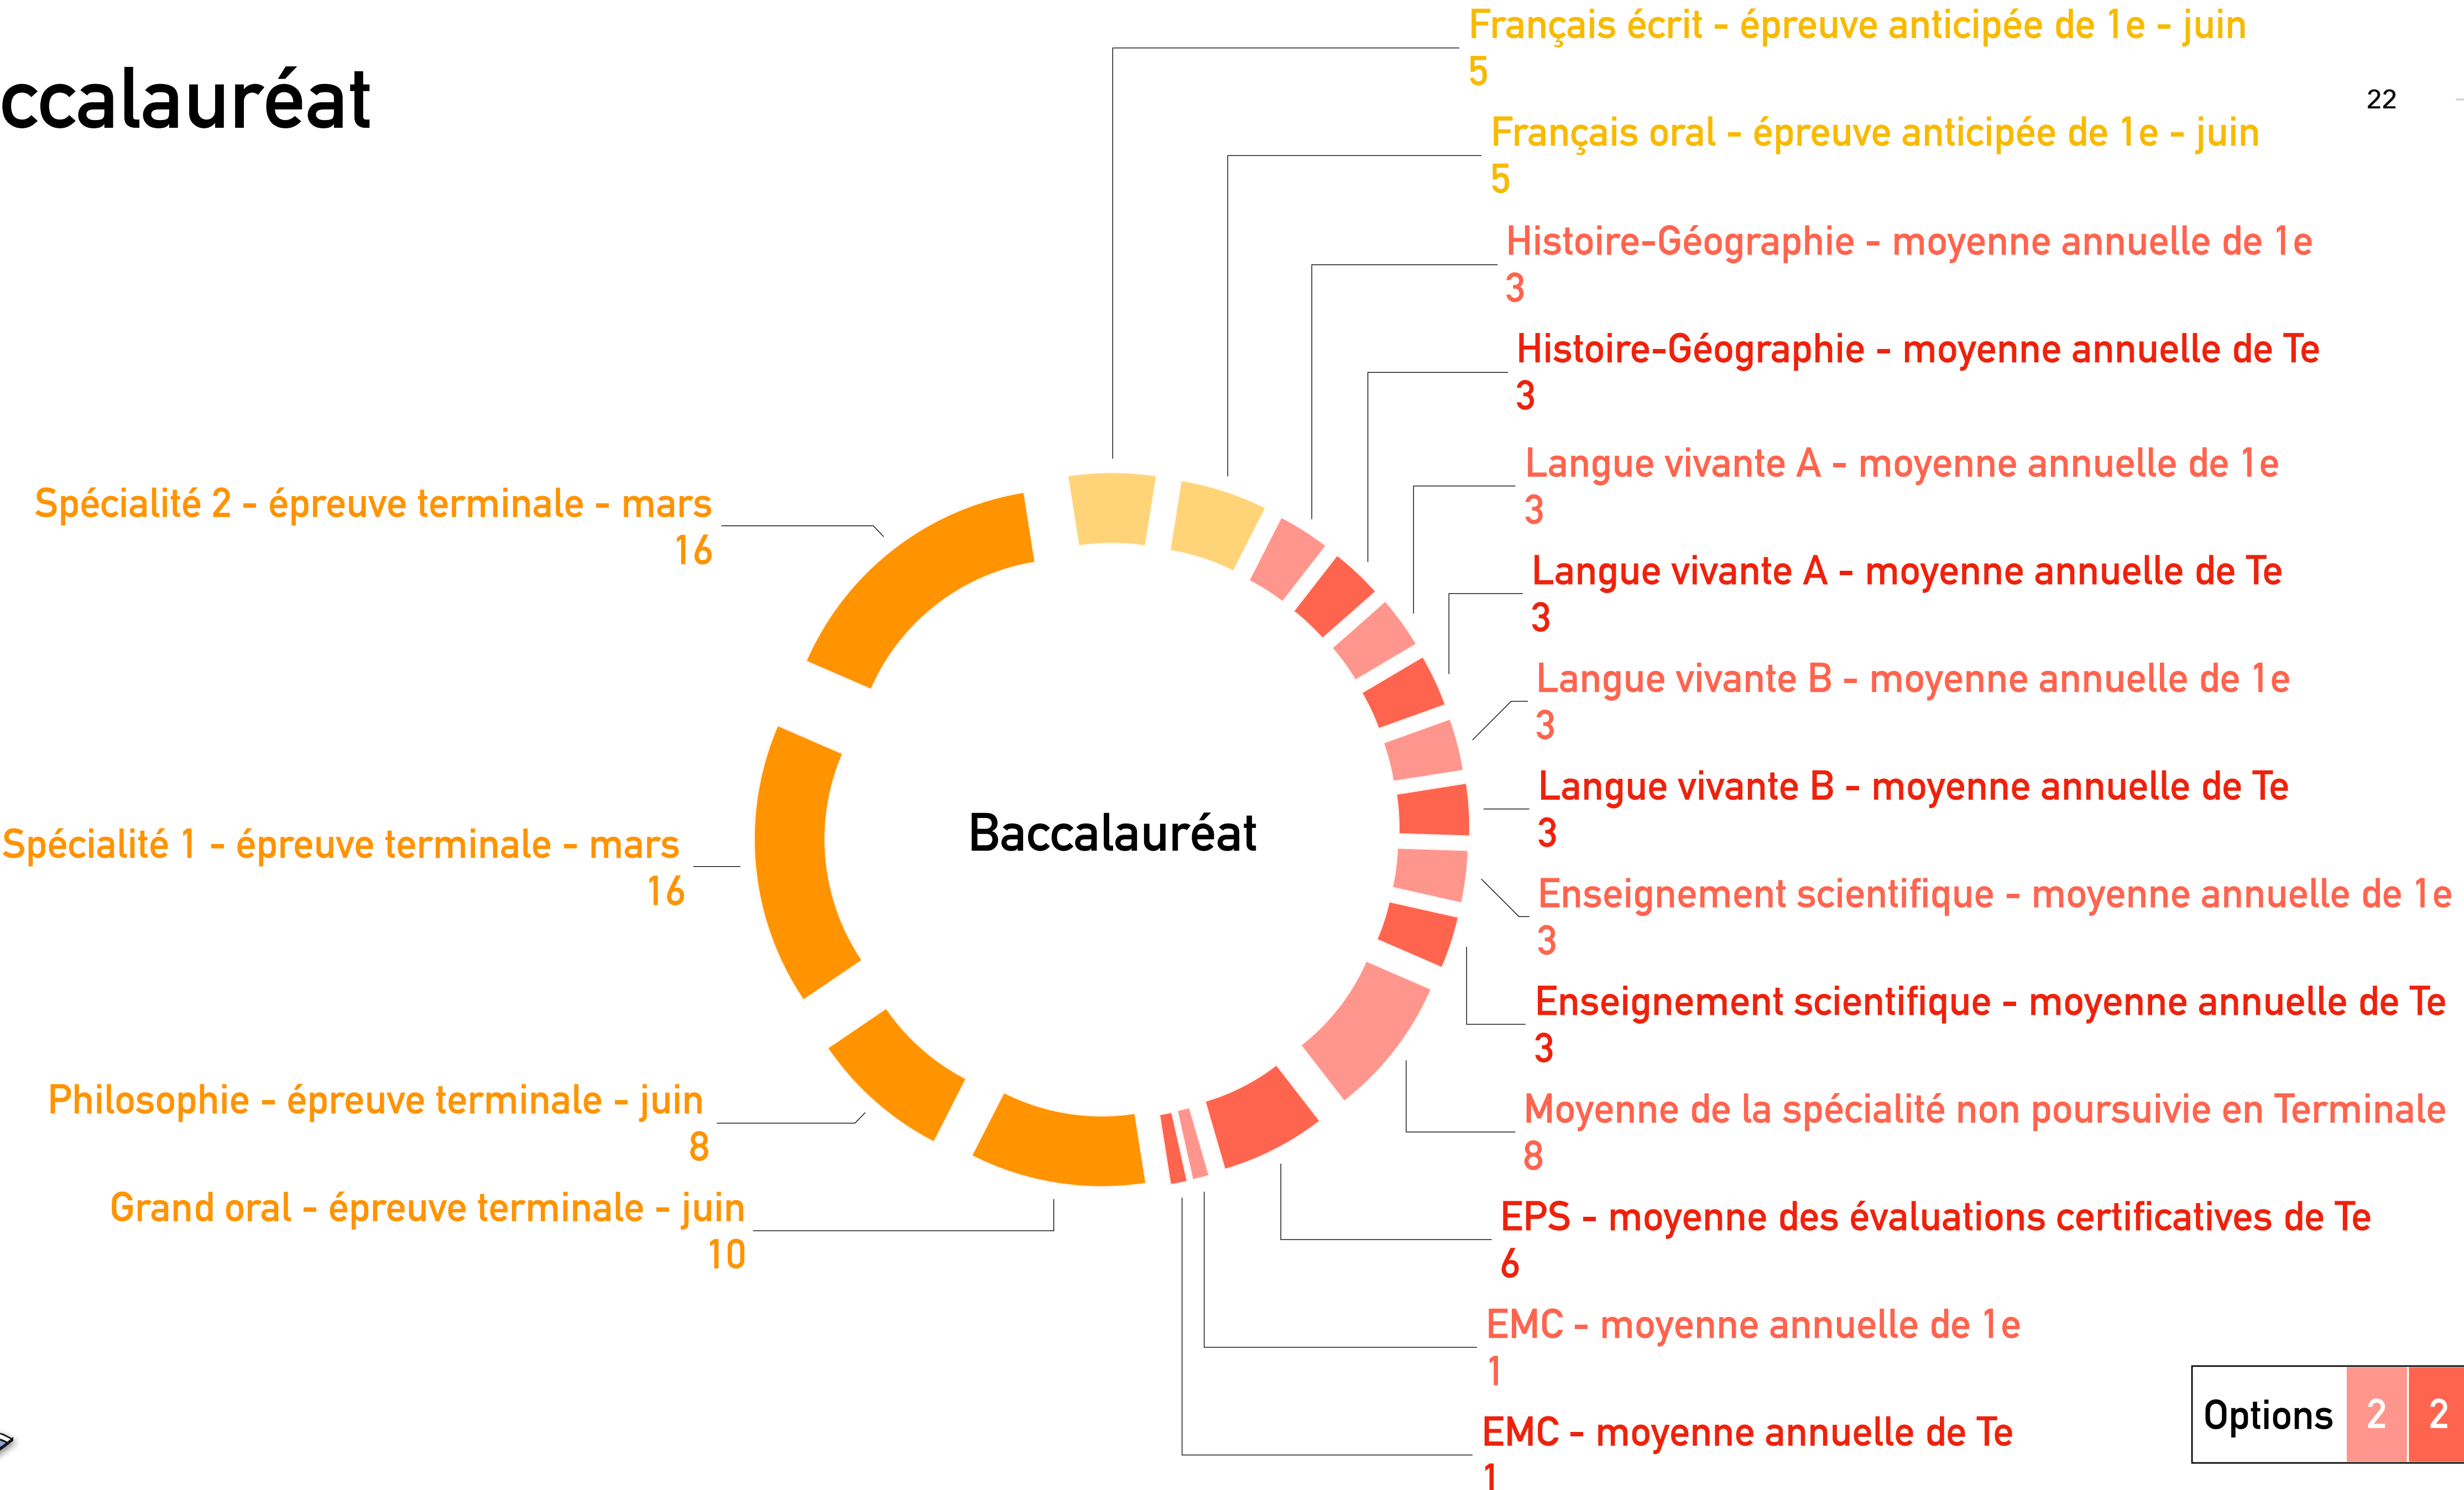 ccalauréat
22
Français écrit - épreuve anticipée de 1e - juin
5
Français oral - épreuve anticipée de 1e - juin
5
Histoire-Géographie - moyenne annuelle de 1e
3
Histoire-Géographie - moyenne annuelle de Te
3
Langue vivante A - moyenne annuelle de 1e
3
Langue vivante A - moyenne annuelle de Te
3
Langue vivante B - moyenne annuelle de 1e
3
Langue vivante B - moyenne annuelle de Te
3
Enseignement scientifique - moyenne annuelle de 1e
3
Enseignement scientifique - moyenne annuelle de Te
3
Moyenne de la spécialité non poursuivie en Terminale
8
EPS - moyenne des évaluations certificatives de Te
6
EMC - moyenne annuelle de 1e
1
EMC - moyenne annuelle de Te
1
Spécialité 2 - épreuve terminale - mars
16
Spécialité 1 - épreuve terminale - mars
16
Philosophie - épreuve terminale - juin
8
Grand oral - épreuve terminale - juin
10
Baccalauréat
Options 2 2